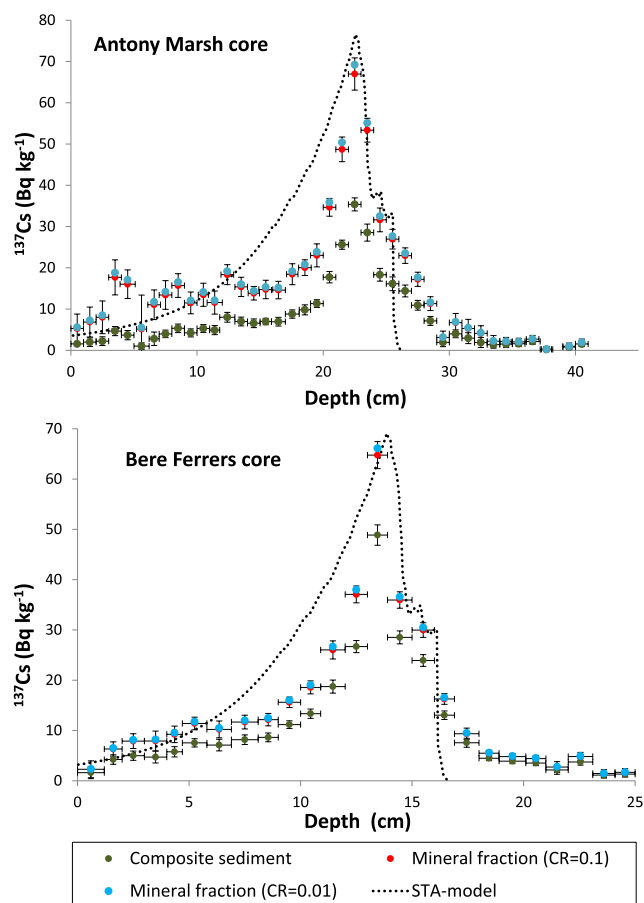 Antony Marsh core
80
70
60
50
40
30
20
10
0
¹³⁷Cs (Bq kg⁻¹)
0 10 20 30 40
Depth (cm)
Bere Ferrers core
70
60
50
40
30
20
10
0
¹³⁷Cs (Bq kg⁻¹)
0 5 10 15 20 25
Depth (cm)
Composite sediment Mineral fraction (CR=0.1)
Mineral fraction (CR=0.01) STA-model